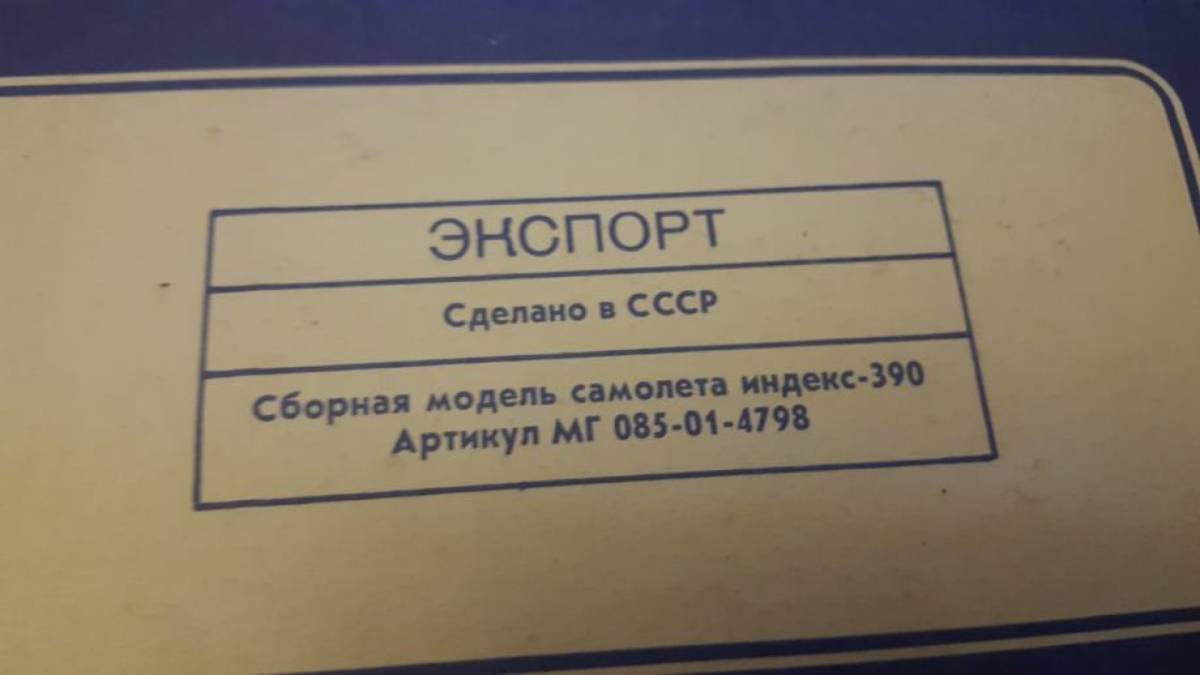 ЭКСПОРТ
Сделано в СССР
Сборная модель самолета индекс-390
Артикул МГ 085-01-4798